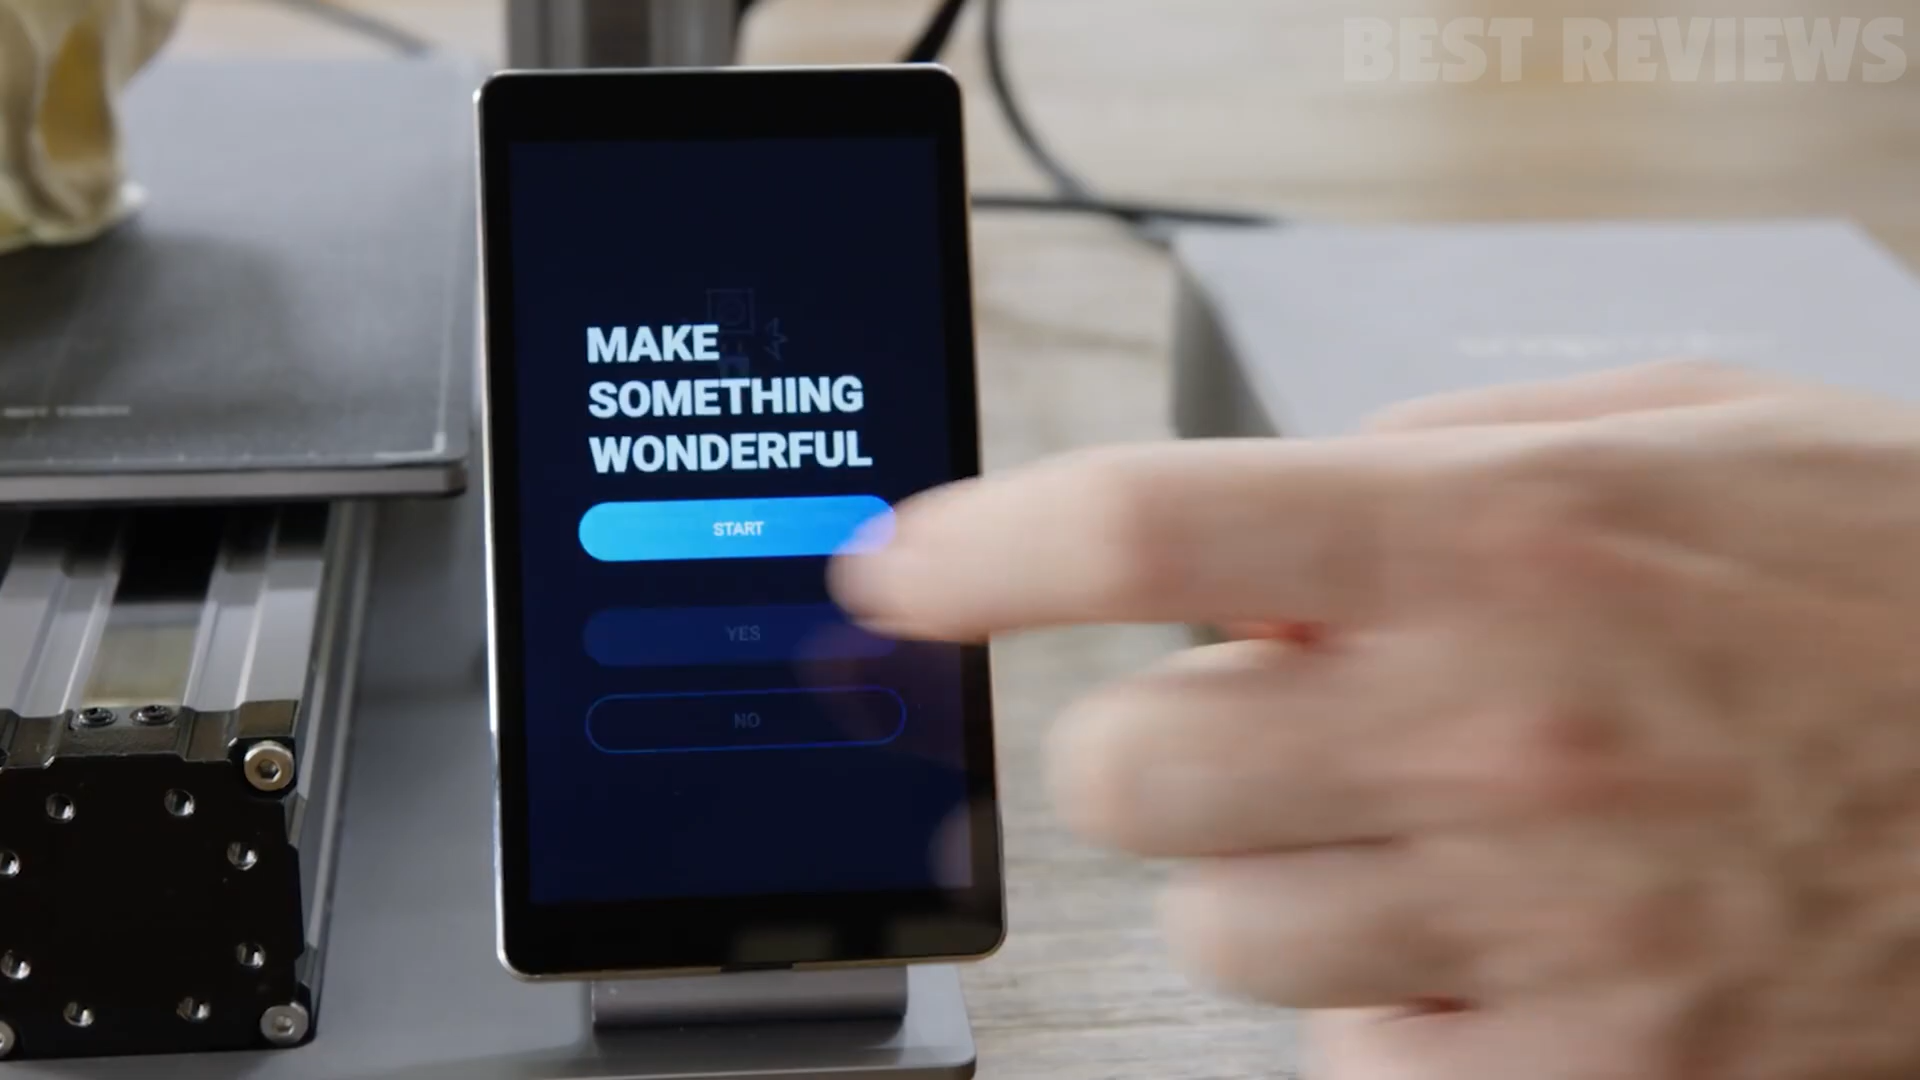 BEST REVIEWS
MAKE
SOMETHING
WONDERFUL
START
YES
NO